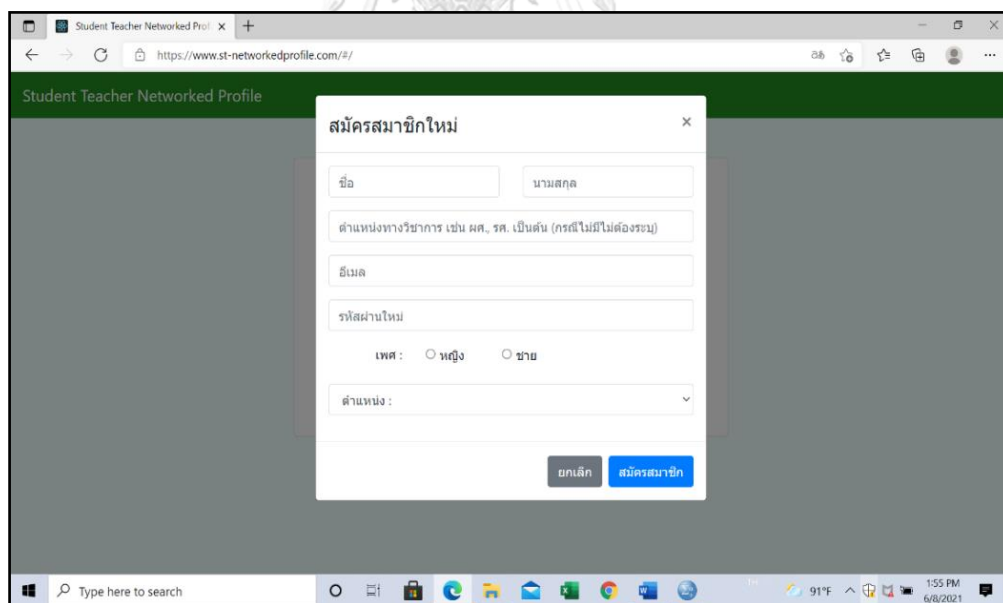 Student Teacher Networked Prof
https://www.st-networkedprofile.com/#/
Student Teacher Networked Profile
สมัครสมาชิกใหม่
ชื่อ นามสกุล
ตำแหน่งทางวิชาการ เช่น ผศ., รศ. เป็นต้น (กรณีไม่มีไม่ต้องระบุ)
อีเมล
รหัสผ่านใหม่
เพศ : หญิง ชาย
ตำแหน่ง :
ยกเลิก สมัครสมาชิก
Type here to search 91°F 1:55 PM
6/8/2021